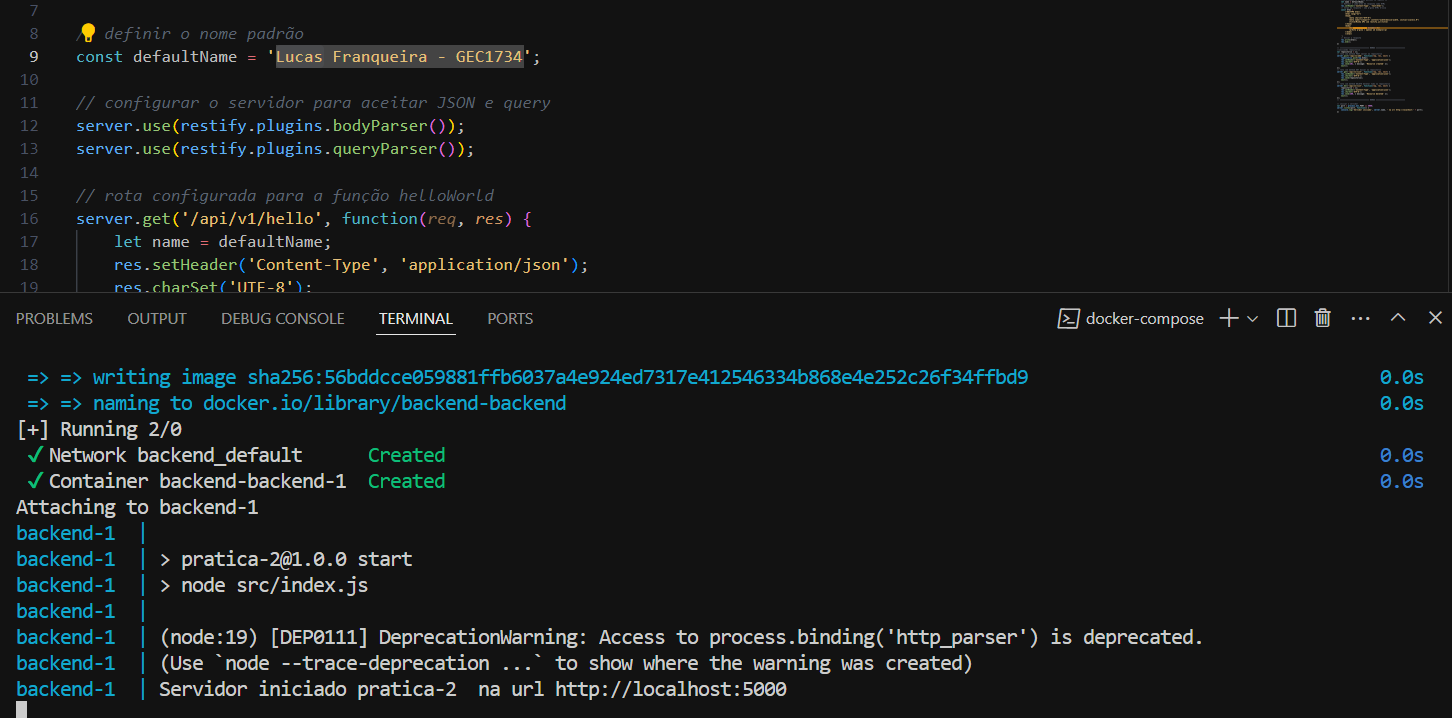 7
8 / definir o nome padrão
9 const defaultName = 'Lucas Franqueira - GEC1734';
10
11 // configurar o servidor para aceitar JSON e query
12 server.use(restify.plugins.bodyParser());
13 server.use(restify.plugins.queryParser());
14
15 // rota configurada para a função helloWorld
16 server.get('/api/v1/hello', function(req, res) {
17 let name = defaultName;
18 res.setHeader('Content-Type', 'application/json');
19 res.charSet('UTF-8');
PROBLEMS OUTPUT DEBUG CONSOLE TERMINAL PORTS docker-compose
=> => writing image sha256:56bddcce059881ffb6037a4e924ed7317e412546334b868e4e252c26f34ffbd9 0.0s
=> => naming to docker.io/library/backend-backend 0.0s
[+] Running 2/0
✓ Network backend_default Created 0.0s
✓ Container backend-backend-1 Created 0.0s
Attaching to backend-1
backend-1 |
backend-1 | > pratica-2@1.0.0 start
backend-1 | > node src/index.js
backend-1 |
backend-1 | (node:19) [DEP0111] DeprecationWarning: Access to process.binding('http_parser') is deprecated.
backend-1 | (Use `node --trace-deprecation ...` to show where the warning was created)
backend-1 | Servidor iniciado pratica-2  na url http://localhost:5000